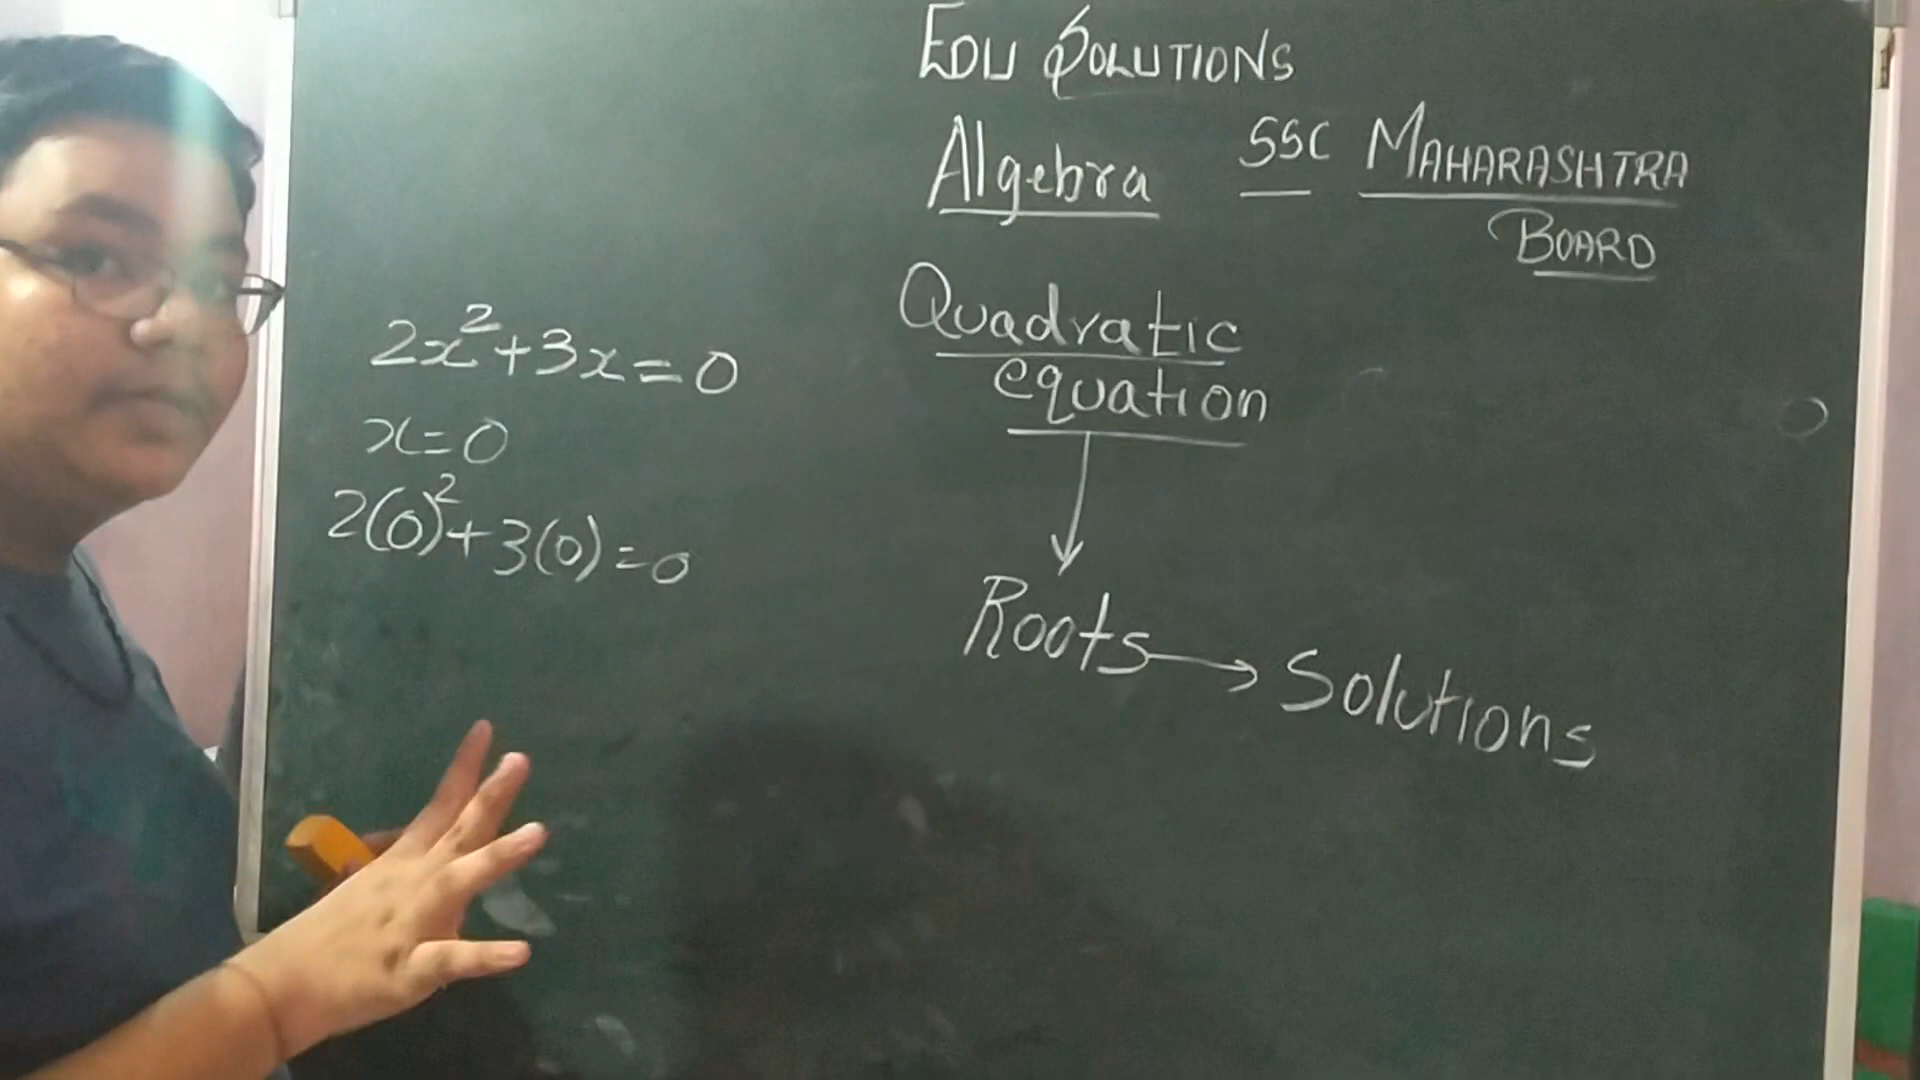 EDU SOLUTIONS
Algebra SSC MAHARASHTRA
BOARD
Quadratic
equation
Roots → Solutions
2x²+3x=0
x=0
2(0)²+3(0)=0